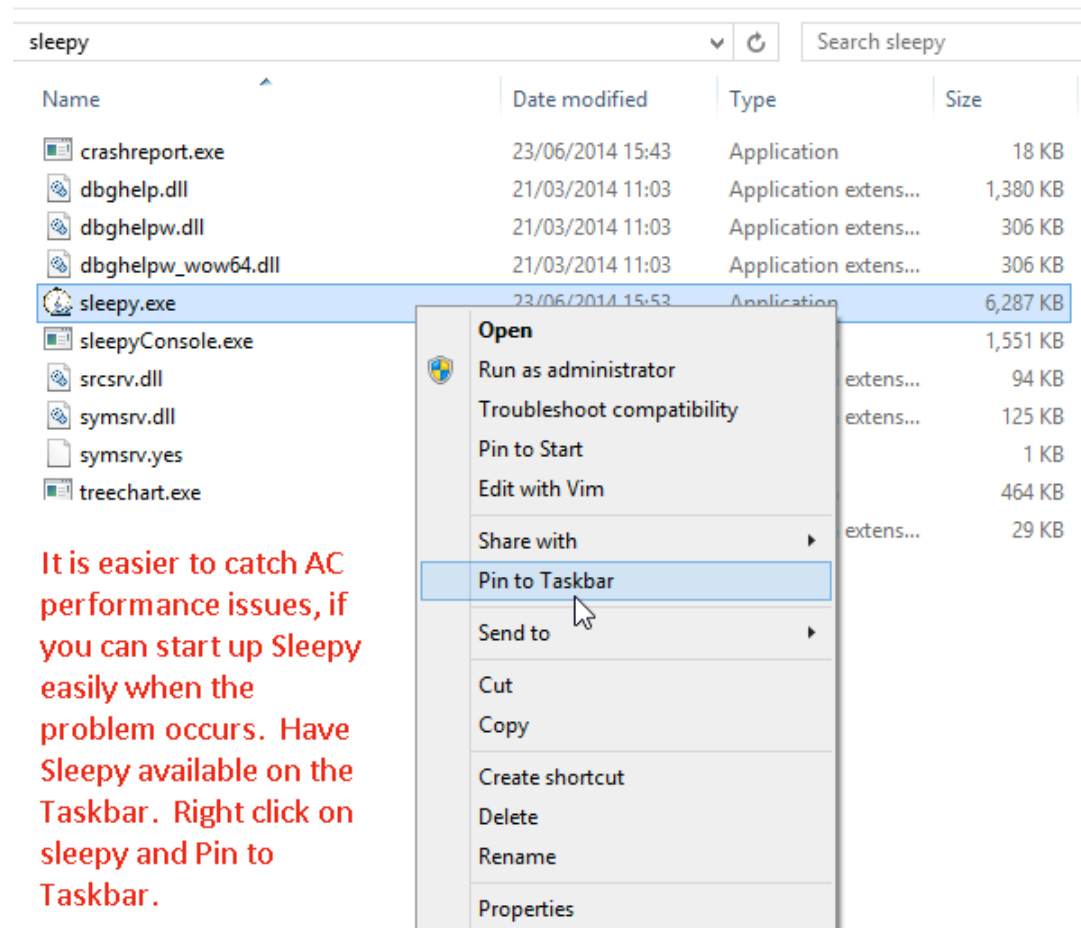 sleepy Search sleepy
Name Date modified Type Size
crashreport.exe 23/06/2014 15:43 Application 18 KB
dbghelp.dll 21/03/2014 11:03 Application extens... 1,380 KB
dbghelpw.dll 21/03/2014 11:03 Application extens... 306 KB
dbghelpw_wow64.dll 21/03/2014 11:03 Application extens... 306 KB
sleepy.exe 23/06/2014 15:53 Application 6,287 KB
sleepyConsole.exe 1,551 KB
srcsrv.dll extens... 94 KB
symsrv.dll extens... 125 KB
symsrv.yes 1 KB
treechart.exe 464 KB
extens... 29 KB
Open
Run as administrator
Troubleshoot compatibility
Pin to Start
Edit with Vim
Share with
Pin to Taskbar
Send to
Cut
Copy
Create shortcut
Delete
Rename
Properties
It is easier to catch AC
performance issues, if
you can start up Sleepy
easily when the
problem occurs. Have
Sleepy available on the
Taskbar. Right click on
sleepy and Pin to
Taskbar.